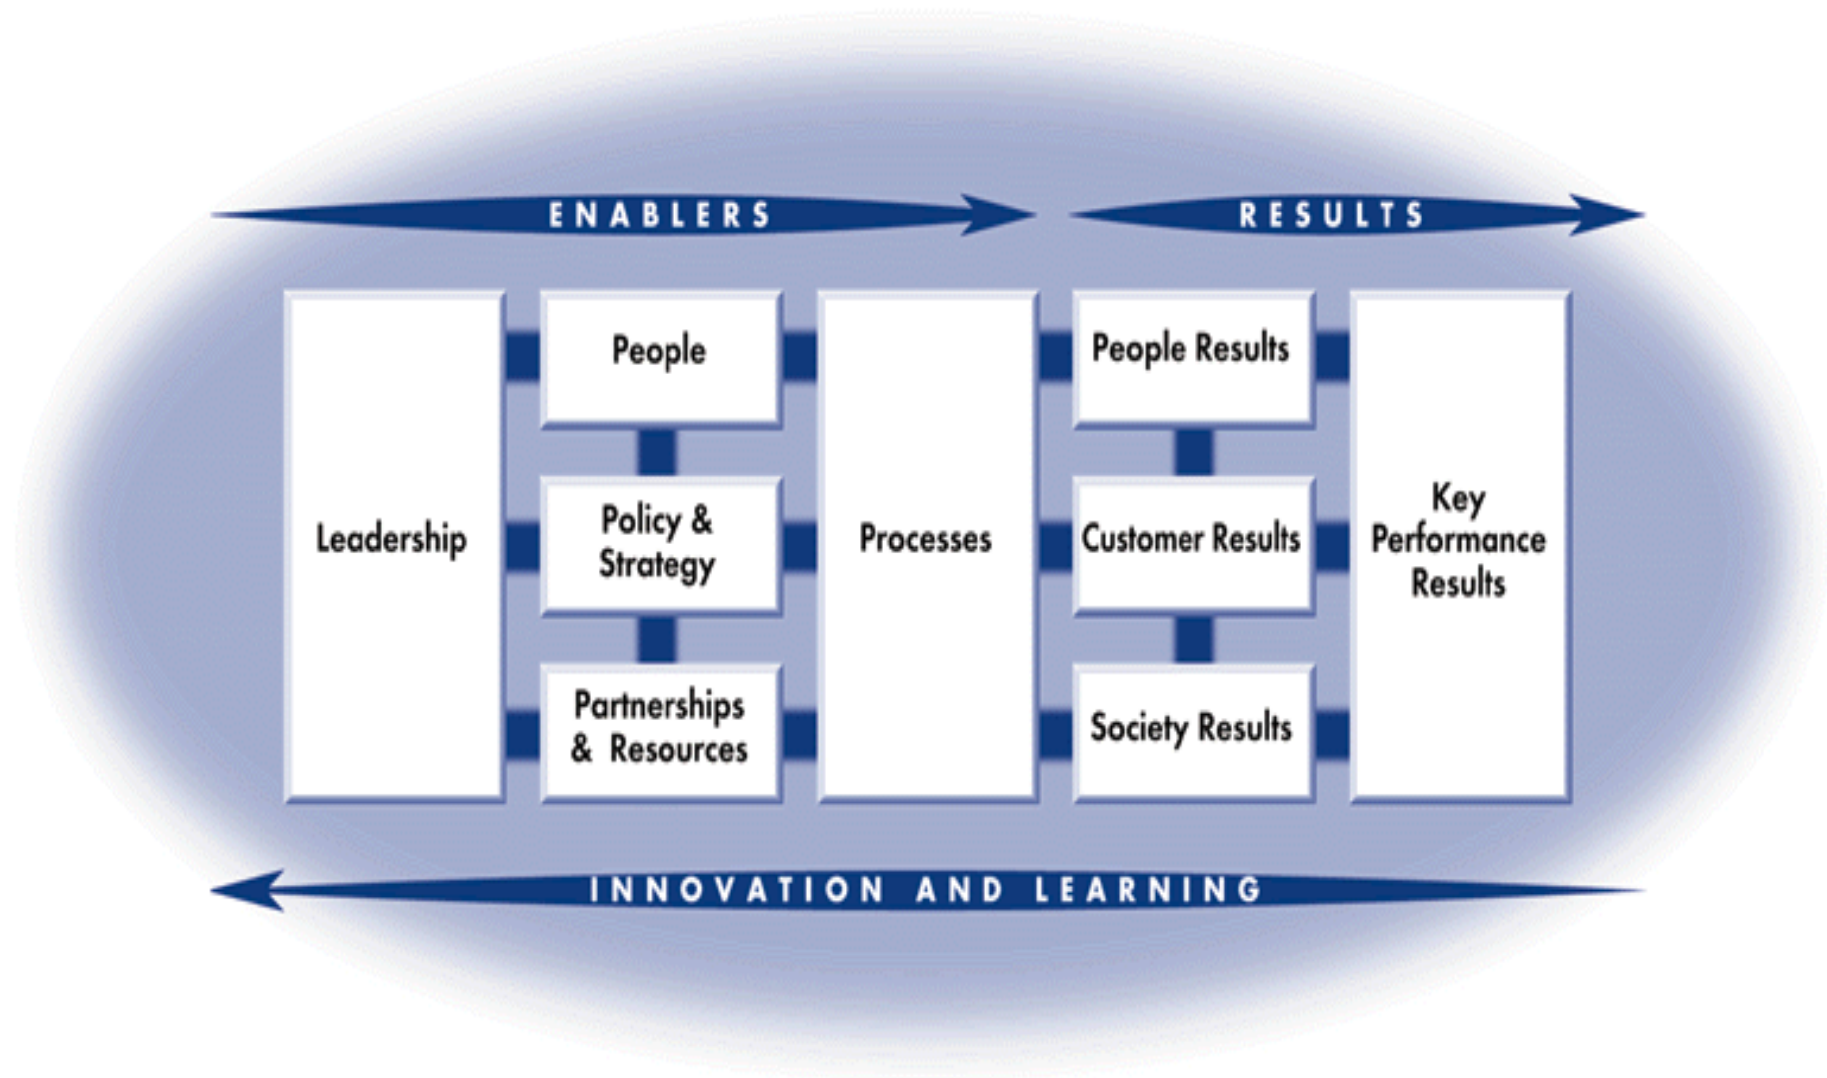 ENABLERS
RESULTS
Leadership
People
Policy &
Strategy
Partnerships
& Resources
Processes
People Results
Customer Results
Society Results
Key
Performance
Results
INNOVATION AND LEARNING